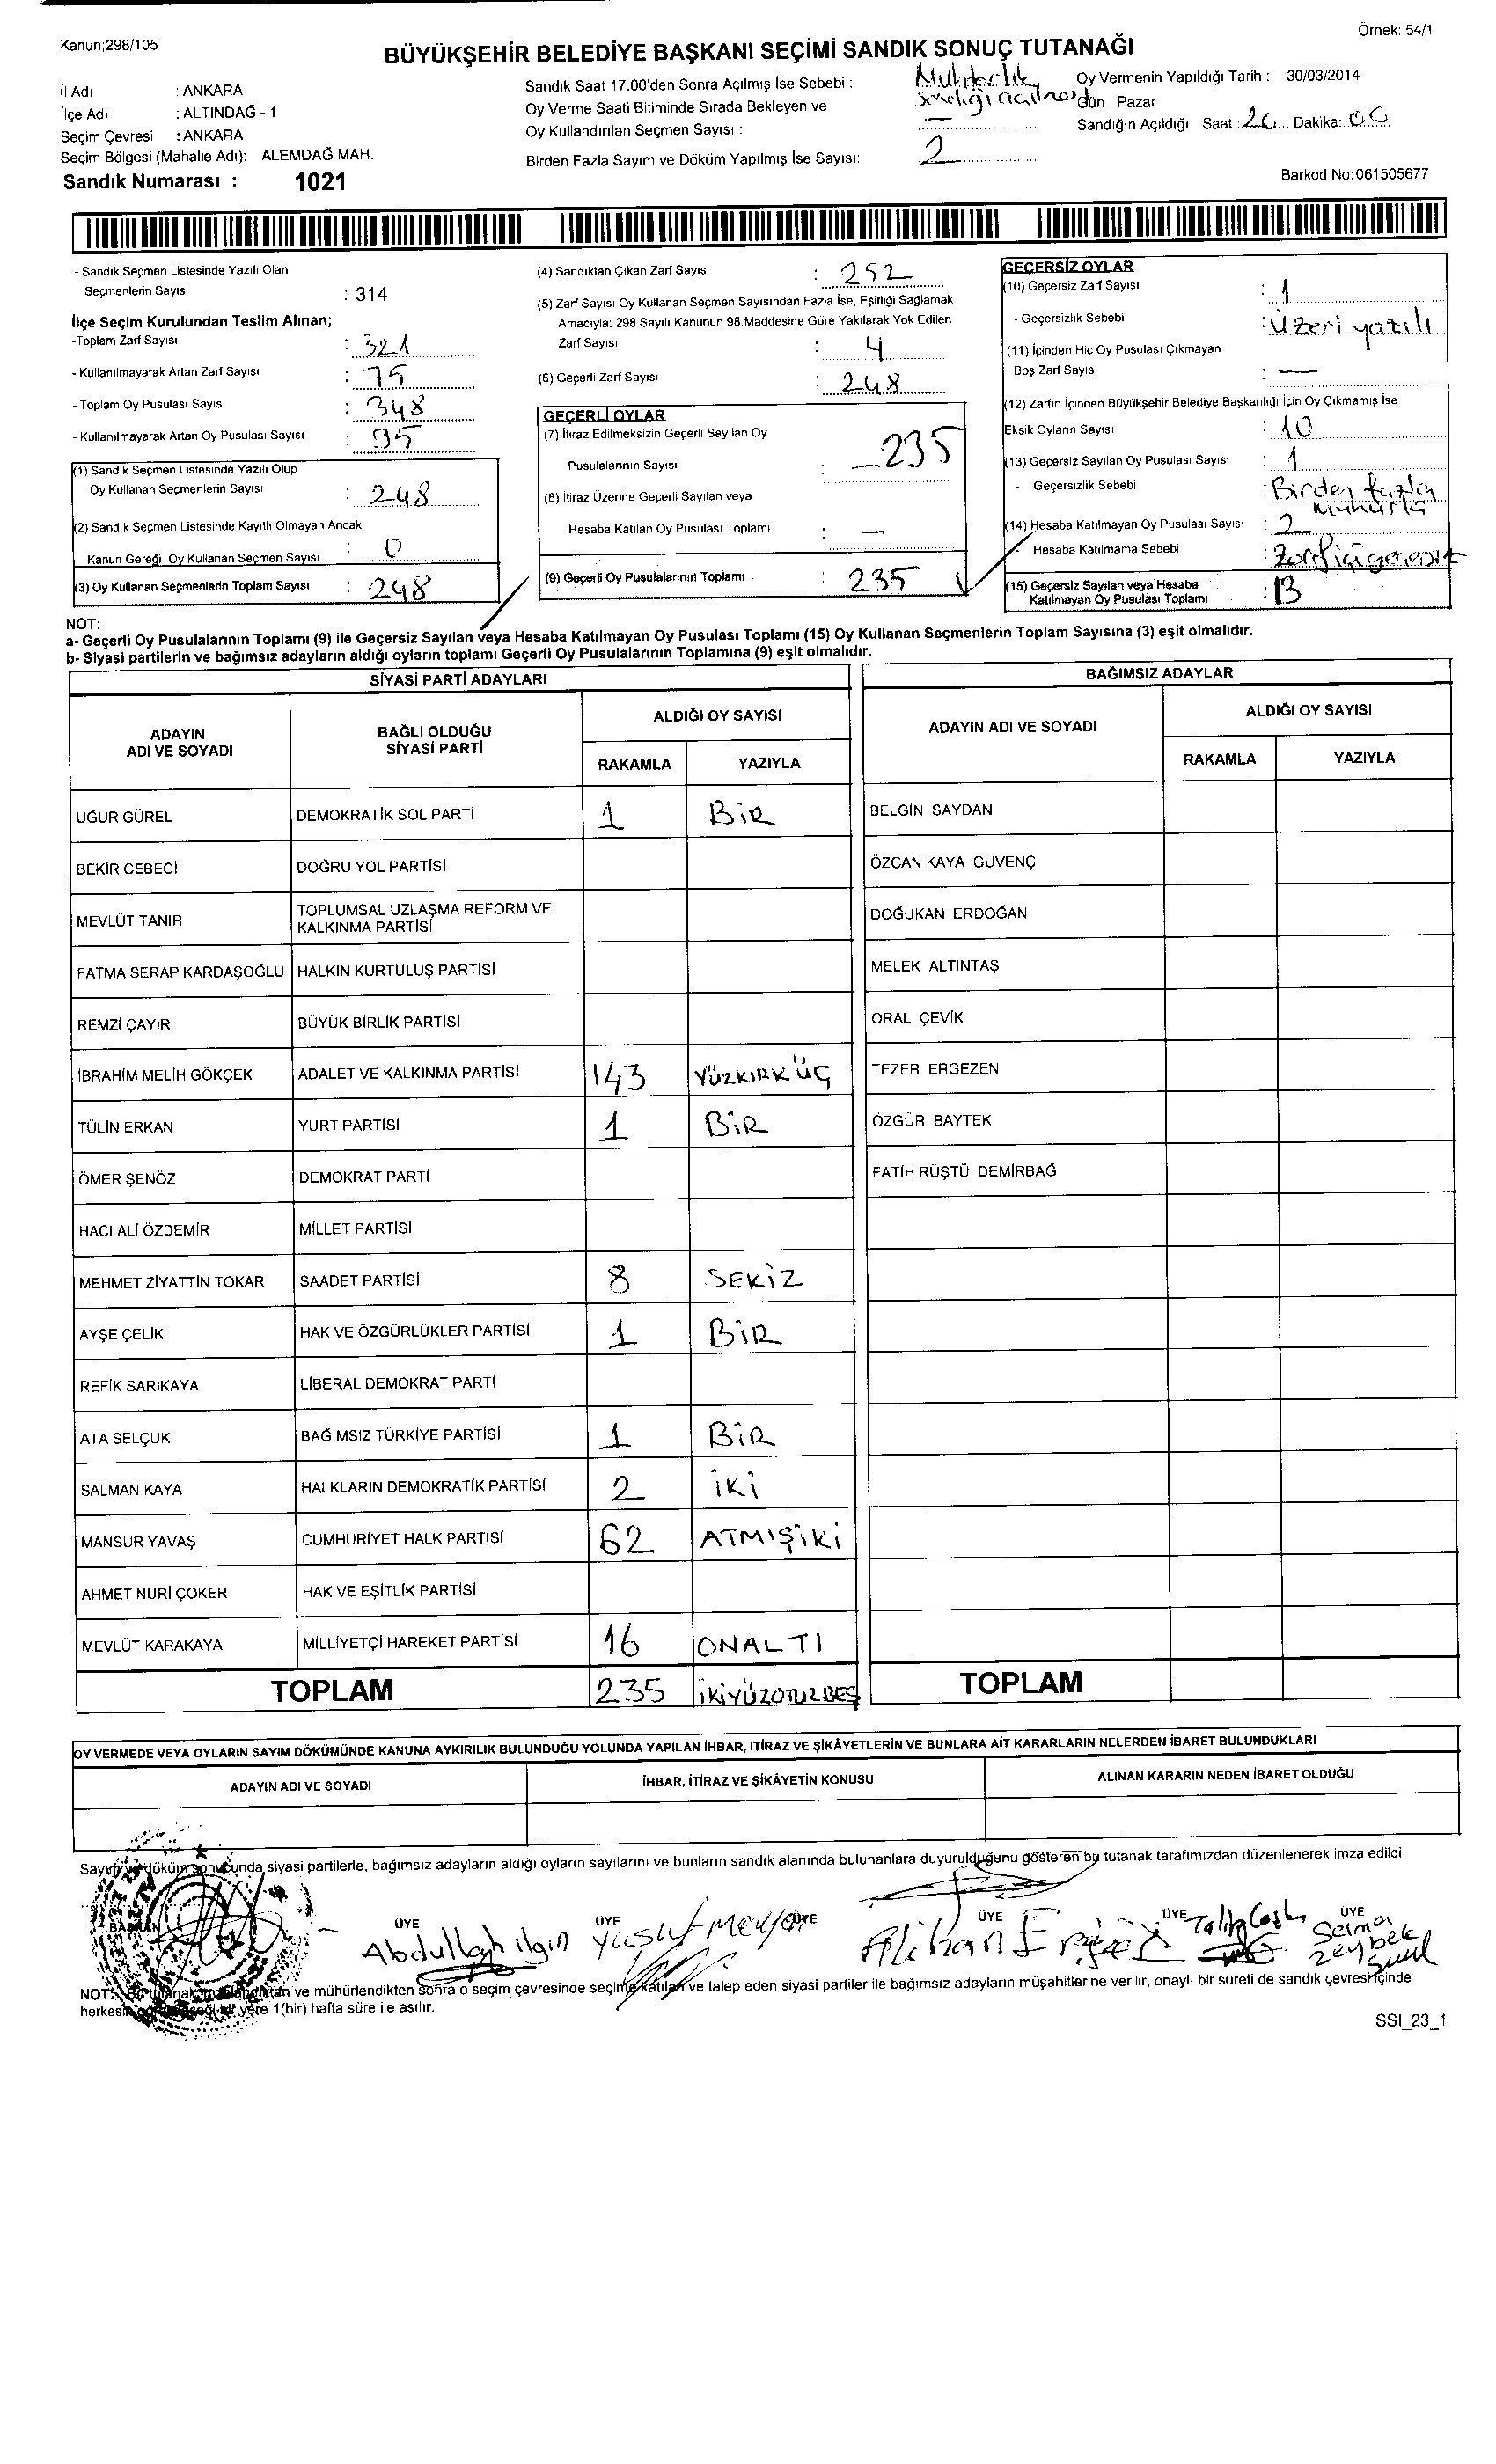 Kanun;298/105
Örnek: 54/1
BÜYÜKŞEHİR BELEDİYE BAŞKANI SEÇİMİ SANDIK SONUÇ TUTANAĞI
İl Adı : ANKARA
İlçe Adı : ALTINDAĞ - 1
Seçim Çevresi : ANKARA
Seçim Bölgesi (Mahalle Adı): ALEMDAĞ MAH.
Sandık Numarası : 1021
Sandık Saat 17.00'den Sonra Açılmış İse Sebebi : Muhtarlık
Oy Verme Saati Bitiminde Sırada Bekleyen ve
Oy Kullandırılan Seçmen Sayısı : —
Birden Fazla Sayım ve Döküm Yapılmış İse Sayısı: 2
Oy Vermenin Yapıldığı Tarih : 30/03/2014
Gün : Pazar
Sandığın Açıldığı Saat : 20 Dakika: 00
Barkod No:061505677
- Sandık Seçmen Listesinde Yazılı Olan
Seçmenlerin Sayısı : 314
İlçe Seçim Kurulundan Teslim Alınan;
-Toplam Zarf Sayısı : 321
- Kullanılmayarak Artan Zarf Sayısı : 75
- Toplam Oy Pusulası Sayısı : 348
- Kullanılmayarak Artan Oy Pusulası Sayısı : 95
(1) Sandık Seçmen Listesinde Yazılı Olup
Oy Kullanan Seçmenlerin Sayısı : 248
(2) Sandık Seçmen Listesinde Kayıtlı Olmayan Ancak
Kanun Gereği Oy Kullanan Seçmen Sayısı : 0
(3) Oy Kullanan Seçmenlerin Toplam Sayısı : 248
(4) Sandıktan Çıkan Zarf Sayısı : 252
(5) Zarf Sayısı Oy Kullanan Seçmen Sayısından Fazla İse, Eşitliği Sağlamak
Amacıyla: 298 Sayılı Kanunun 98.Maddesine Göre Yakılarak Yok Edilen
Zarf Sayısı : 4
(6) Geçerli Zarf Sayısı : 248
GEÇERLİ OYLAR
(7) İtiraz Edilmeksizin Geçerli Sayılan Oy
Pusulalarının Sayısı : 235
(8) İtiraz Üzerine Geçerli Sayılan veya
Hesaba Katılan Oy Pusulası Toplamı : —
(9) Geçerli Oy Pusulalarının Toplamı : 235
GEÇERSİZ OYLAR
(10) Geçersiz Zarf Sayısı : 1
- Geçersizlik Sebebi : Üzeri yazılı
(11) İçinden Hiç Oy Pusulası Çıkmayan
Boş Zarf Sayısı : —
(12) Zarfın İçinden Büyükşehir Belediye Başkanlığı İçin Oy Çıkmamış İse
Eksik Oyların Sayısı : 10
(13) Geçersiz Sayılan Oy Pusulası Sayısı : 1
- Geçersizlik Sebebi : Birden fazla
mühürlü
(14) Hesaba Katılmayan Oy Pusulası Sayısı : 2
Hesaba Katılmama Sebebi :
(15) Geçersiz Sayılan veya Hesaba
Katılmayan Oy Pusulası Toplamı : 13
NOT:
a- Geçerli Oy Pusulalarının Toplamı (9) ile Geçersiz Sayılan veya Hesaba Katılmayan Oy Pusulası Toplamı (15) Oy Kullanan Seçmenlerin Toplam Sayısına (3) eşit olmalıdır.
b- Siyasi partilerin ve bağımsız adayların aldığı oyların toplamı Geçerli Oy Pusulalarının Toplamına (9) eşit olmalıdır.
SİYASİ PARTİ ADAYLARI
ADAYIN ADI VE SOYADI BAĞLI OLDUĞU SİYASİ PARTİ ALDIĞI OY SAYISI
RAKAMLA YAZIYLA
UĞUR GÜREL DEMOKRATİK SOL PARTİ 1 BİR
BEKİR CEBECİ DOĞRU YOL PARTİSİ
MEVLÜT TANIR TOPLUMSAL UZLAŞMA REFORM VE KALKINMA PARTİSİ
FATMA SERAP KARDAŞOĞLU HALKIN KURTULUŞ PARTİSİ
REMZİ ÇAYIR BÜYÜK BİRLİK PARTİSİ
İBRAHİM MELİH GÖKÇEK ADALET VE KALKINMA PARTİSİ 143 YÜZKIRKÜÇ
TÜLİN ERKAN YURT PARTİSİ 1 BİR
ÖMER ŞENÖZ DEMOKRAT PARTİ
HACI ALİ ÖZDEMİR MİLLET PARTİSİ
MEHMET ZİYATTİN TOKAR SAADET PARTİSİ 8 SEKİZ
AYŞE ÇELİK HAK VE ÖZGÜRLÜKLER PARTİSİ 1 BİR
REFİK SARIKAYA LİBERAL DEMOKRAT PARTİ
ATA SELÇUK BAĞIMSIZ TÜRKİYE PARTİSİ 1 BİR
SALMAN KAYA HALKLARIN DEMOKRATİK PARTİSİ 2 İKİ
MANSUR YAVAŞ CUMHURİYET HALK PARTİSİ 62 ATMIŞİKİ
AHMET NURİ ÇOKER HAK VE EŞİTLİK PARTİSİ
MEVLÜT KARAKAYA MİLLİYETÇİ HAREKET PARTİSİ 16 ONALTI
TOPLAM 235 İKİYÜZOTUZBEŞ
BAĞIMSIZ ADAYLAR
ADAYIN ADI VE SOYADI ALDIĞI OY SAYISI
RAKAMLA YAZIYLA
BELGİN SAYDAN
ÖZCAN KAYA GÜVENÇ
DOĞUKAN ERDOĞAN
MELEK ALTINTAŞ
ORAL ÇEVİK
TEZER ERGEZEN
ÖZGÜR BAYTEK
FATİH RÜŞTÜ DEMİRBAĞ
TOPLAM
OY VERMEDE VEYA OYLARIN SAYIM DÖKÜMÜNDE KANUNA AYKIRILIK BULUNDUĞU YOLUNDA YAPILAN İHBAR, İTİRAZ VE ŞİKÂYETLERİN VE BUNLARA AİT KARARLARIN NELERDEN İBARET BULUNDUKLARI
ADAYIN ADI VE SOYADI İHBAR, İTİRAZ VE ŞİKÂYETİN KONUSU ALINAN KARARIN NEDEN İBARET OLDUĞU
Sayım ve döküm sonucunda siyasi partilerle, bağımsız adayların aldığı oyların sayılarını ve bunların sandık alanında bulunanlara duyurulduğunu gösteren bu tutanak tarafımızdan düzenlenerek imza edildi.
BAŞKAN ÜYE ÜYE ÜYE ÜYE ÜYE ÜYE
Abdullah ilgın Yusuf Alihan Selma zeybek
ve mühürlendikten sonra o seçim çevresinde seçime katılan ve talep eden siyasi partiler ile bağımsız adayların müşahitlerine verilir, onaylı bir sureti de sandık çevresi içinde
yere 1(bir) hafta süre ile asılır.
SSI_23_1